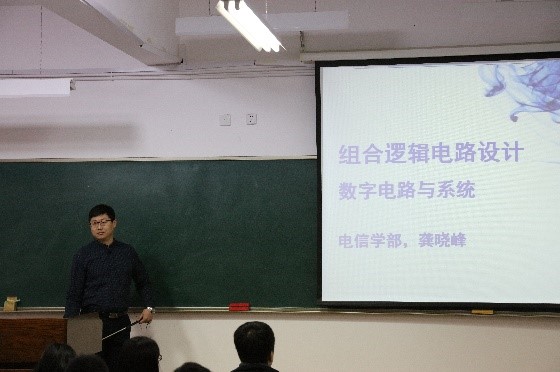 组合逻辑电路设计
数字电路与系统
电信学部，龚晓峰